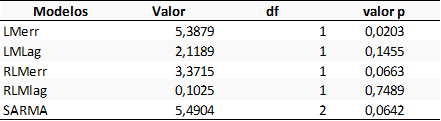 Modelos Valor df valor p
LMerr 5,3879 1 0,0203
LMLag 2,1189 1 0,1455
RLMerr 3,3715 1 0,0663
RLMlag 0,1025 1 0,7489
SARMA 5,4904 2 0,0642